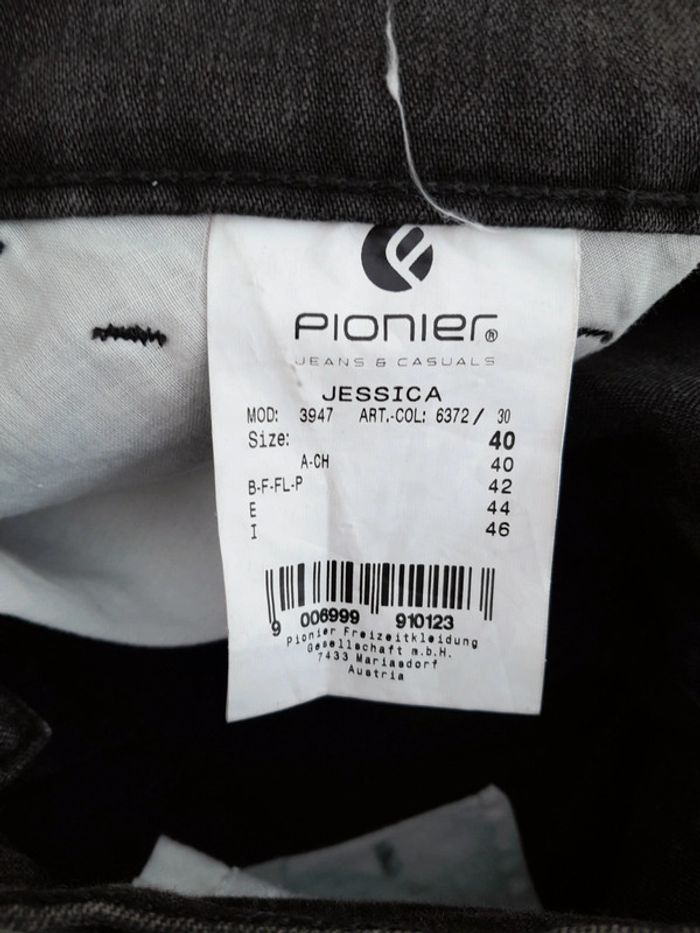 PIONIER®
JEANS & CASUALS
JESSICA
MOD: 3947 ART.-COL: 6372 / 30
Size: 40
A-CH 40
B-F-FL-P 42
E 44
I 46
9 006999 910123
Pionier Freizeitkleidung
Gesellschaft m.b.H.
7433 Mariasdorf
Austria